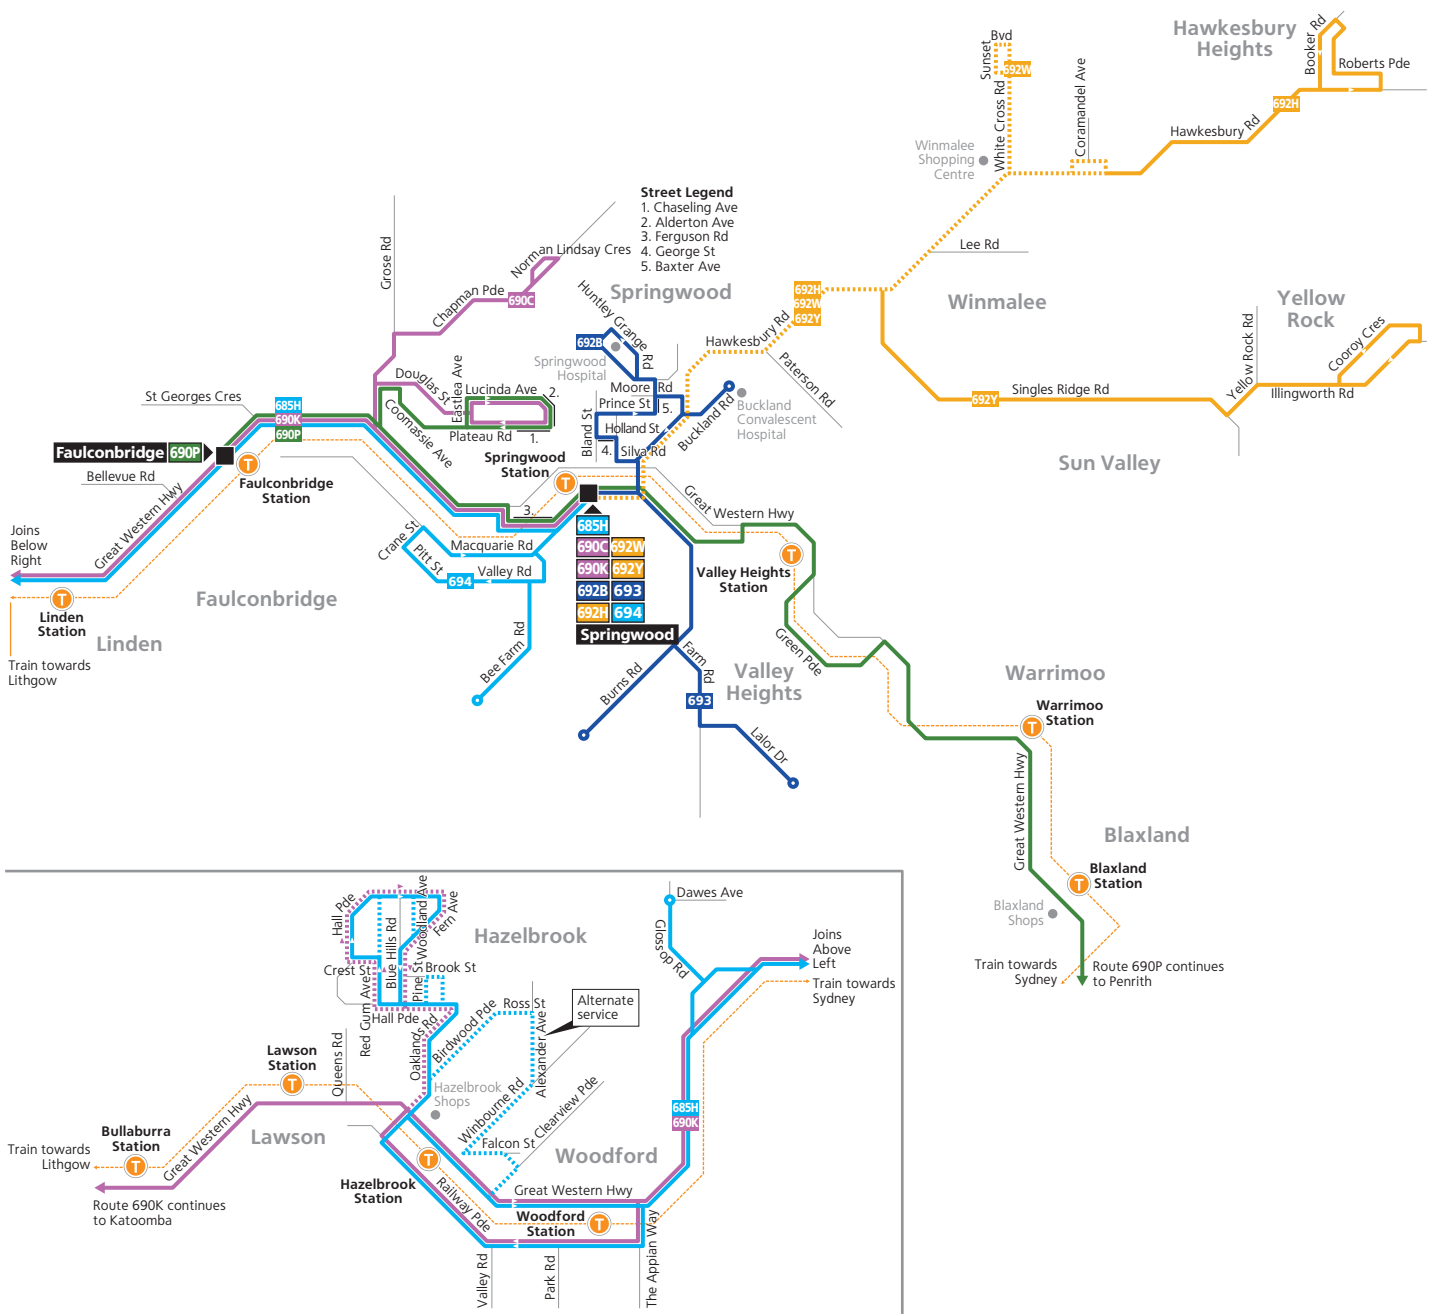 Hawkesbury
Heights
Booker Rd
Roberts Pde
692H
Hawkesbury Rd
Sunset
Bvd
692W
White Cross Rd
Coramandel Ave
Winmalee
Shopping
Centre
Lee Rd
Winmalee
Yellow
Rock
Yellow Rock Rd
Cooroy Cres
Illingworth Rd
Singles Ridge Rd
692Y
Sun Valley
Street Legend
1. Chaseling Ave
2. Alderton Ave
3. Ferguson Rd
4. George St
5. Baxter Ave
Springwood
692H
692W
692Y
Hawkesbury Rd
Paterson Rd
Grose Rd
Norman Lindsay Cres
Chapman Pde
690C
Huntley Grange
Rd
692B
Springwood
Hospital
Moore Rd
Prince St
5.
Holland St
Bland St
4.
Silva Rd
Buckland Rd
Buckland
Convalescent
Hospital
Douglas St
Eastlea Ave
Lucinda Ave
2.
Plateau Rd
1.
Coomassie Ave
St Georges Cres
685H
690K
690P
Faulconbridge
690P
Faulconbridge
Station
Bellevue Rd
Great Western Hwy
Joins
Below
Right
Linden
Station
Linden
Train towards
Lithgow
Faulconbridge
Springwood
Station
3.
Crane St
Pitt St
Macquarie Rd
Valley Rd
694
Bee Farm Rd
685H
690C
692W
690K
692Y
692B
693
692H
694
Springwood
Great Western Hwy
Valley Heights
Station
Green Pde
Burns Rd
Farm Rd
693
Lalor Dr
Valley
Heights
Warrimoo
Warrimoo
Station
Great Western Hwy
Blaxland
Blaxland
Station
Blaxland
Shops
Train towards
Sydney
Route 690P continues
to Penrith
Hall Pde
Blue Hills Rd
Woodland Ave
Fern Ave
Hazelbrook
Crest St
Red Gum Ave
Pine St
Brook St
Hall Pde
Oaklands Rd
Birdwood Pde
Ross St
Alexander Ave
Alternate
service
Dawes Ave
Glossop Rd
Joins
Above
Left
Train towards
Sydney
Queens Rd
Lawson
Station
Hazelbrook
Shops
Winbourne Rd
Clearview Pde
Falcon St
685H
690K
Lawson
Woodford
Bullaburra
Station
Great Western Hwy
Train towards
Lithgow
Route 690K continues
to Katoomba
Hazelbrook
Station
Railway Pde
Great Western Hwy
Woodford
Station
Valley Rd
Park Rd
The Appian Way
T
T
T
T
T
T
T
T
T
T
T